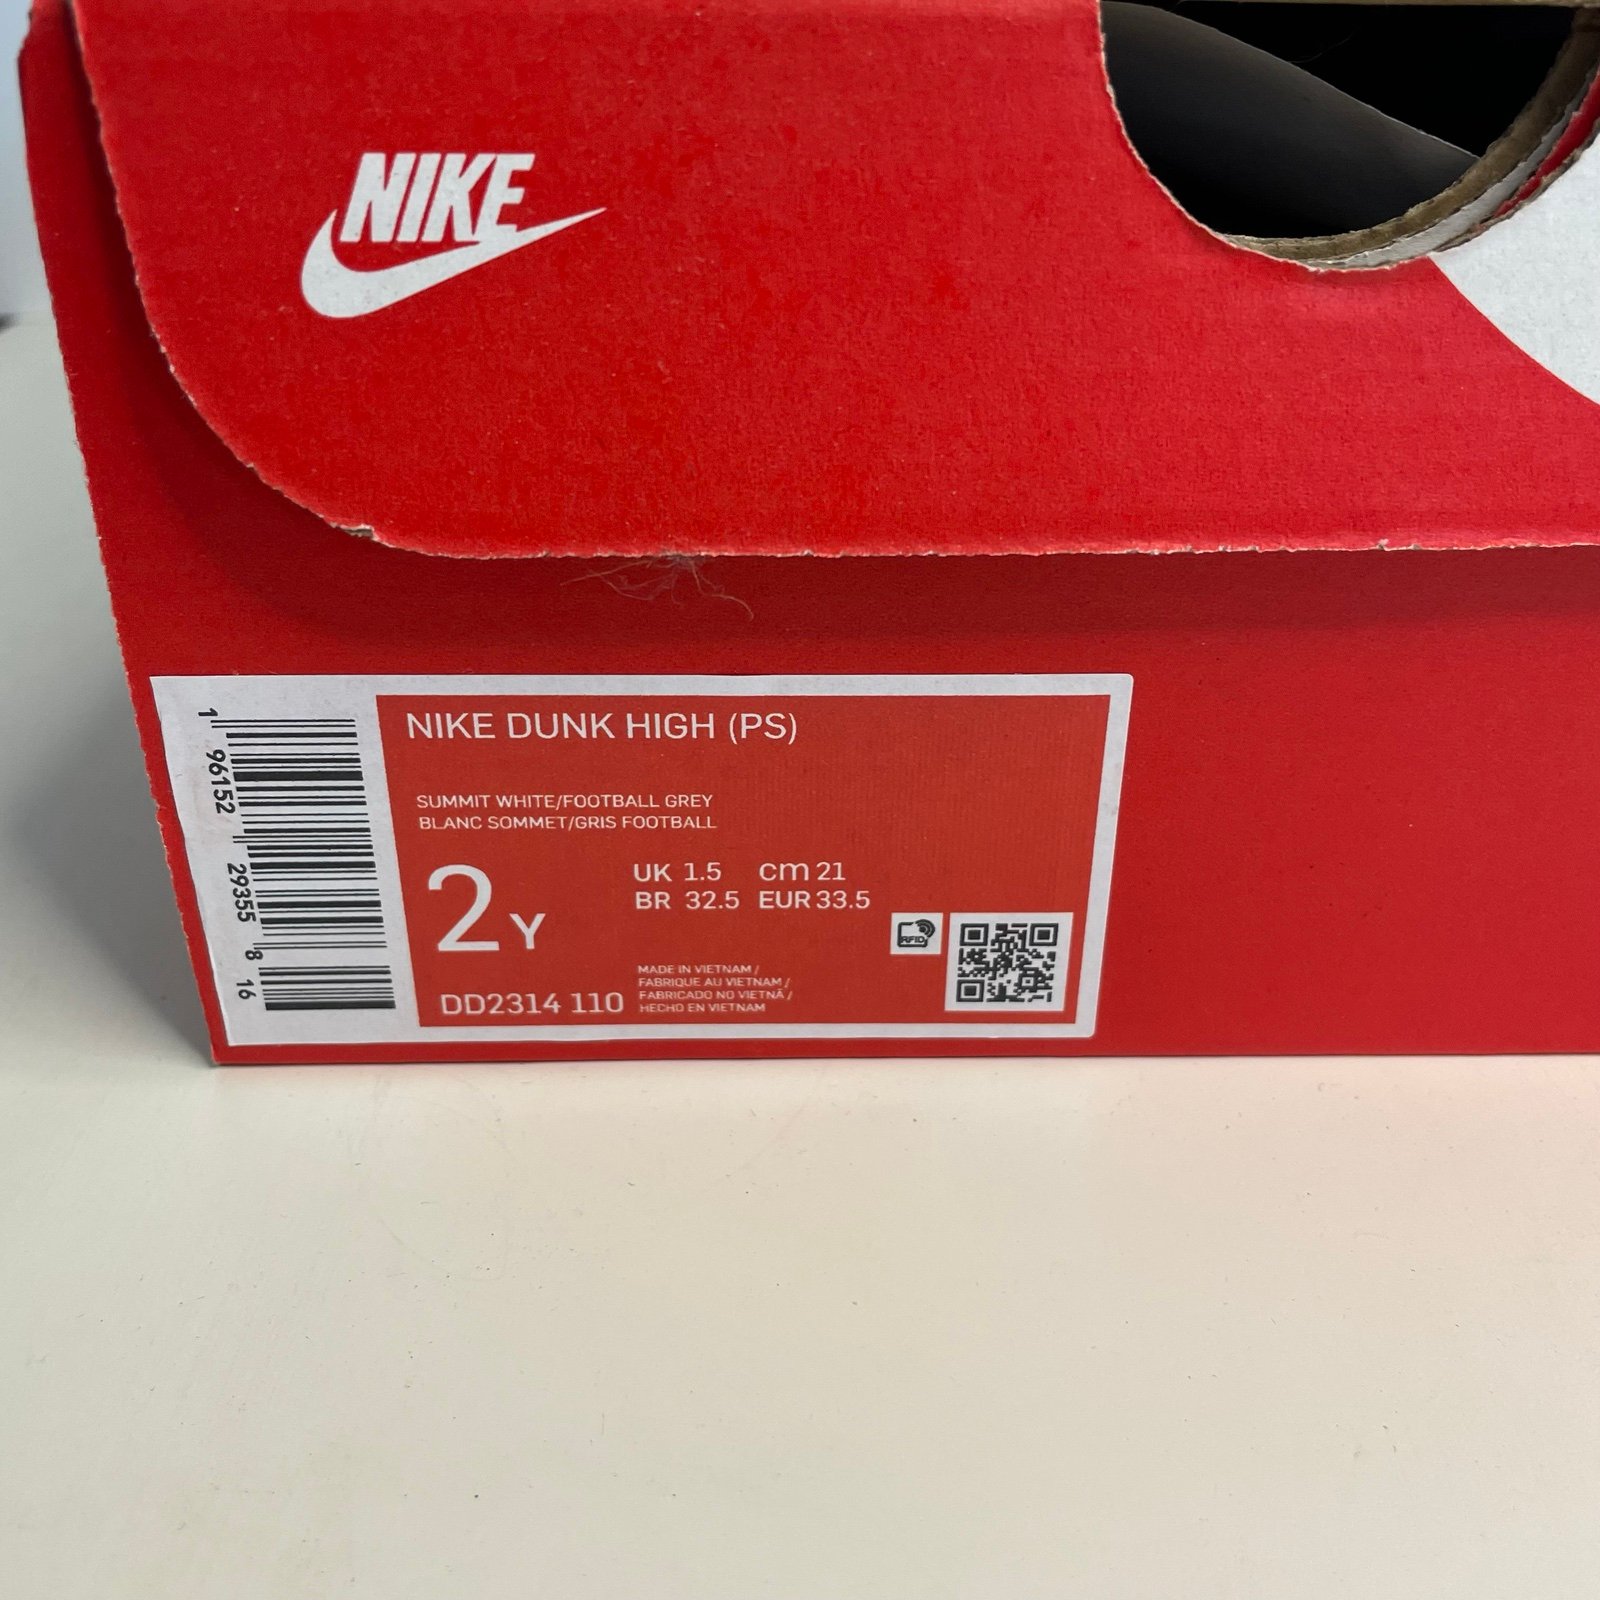 NIKE
NIKE DUNK HIGH (PS)
SUMMIT WHITE/FOOTBALL GREY
BLANC SOMMET/GRIS FOOTBALL
2Y
UK 1.5 cm 21
BR 32.5 EUR 33.5
DD2314 110
MADE IN VIETNAM /
FABRIQUE AU VIETNAM /
FABRICADO NO VIETNÃ /
HECHO EN VIETNAM
RFID
1 96152 29355 8 16